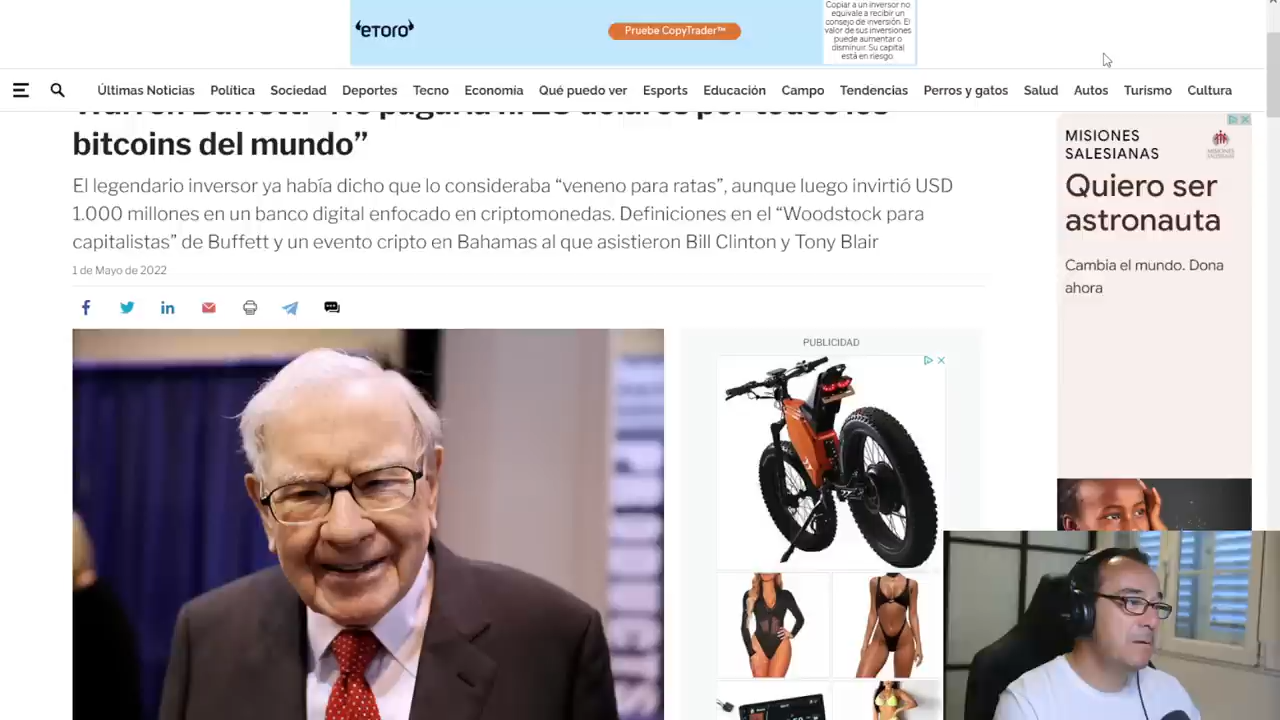 Copiar a un inversor no
equivale a recibir un
consejo de inversión. El
valor de sus inversiones
puede aumentar o
disminuir. Su capital
está en riesgo.
eToro
Pruebe CopyTrader™
Últimas Noticias Política Sociedad Deportes Tecno Economía Qué puedo ver Esports Educación Campo Tendencias Perros y gatos Salud Autos Turismo Cultura
bitcoins del mundo”
El legendario inversor ya había dicho que lo consideraba “veneno para ratas”, aunque luego invirtió USD
1.000 millones en un banco digital enfocado en criptomonedas. Definiciones en el “Woodstock para
capitalistas” de Buffett y un evento cripto en Bahamas al que asistieron Bill Clinton y Tony Blair
1 de Mayo de 2022
PUBLICIDAD
MISIONES
SALESIANAS
Quiero ser
astronauta
Cambia el mundo. Dona
ahora